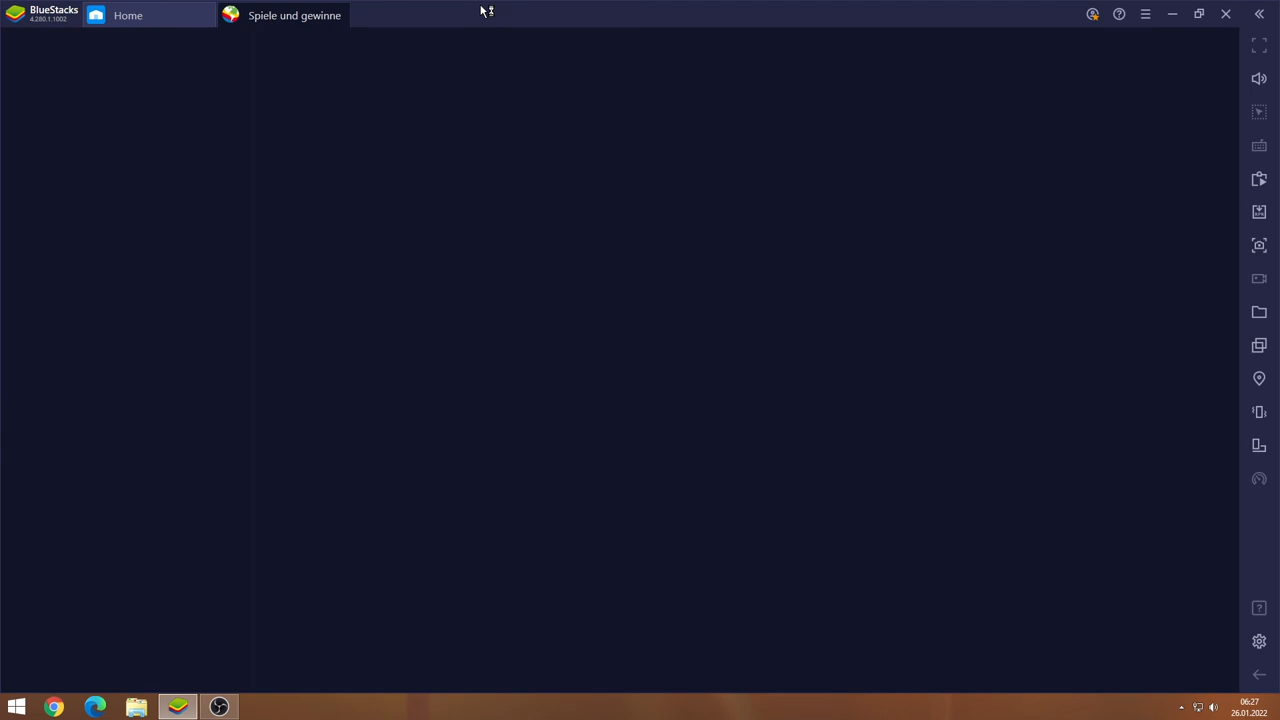 BlueStacks
4.280.1.1002
Home
Spiele und gewinne
06:27
26.01.2022